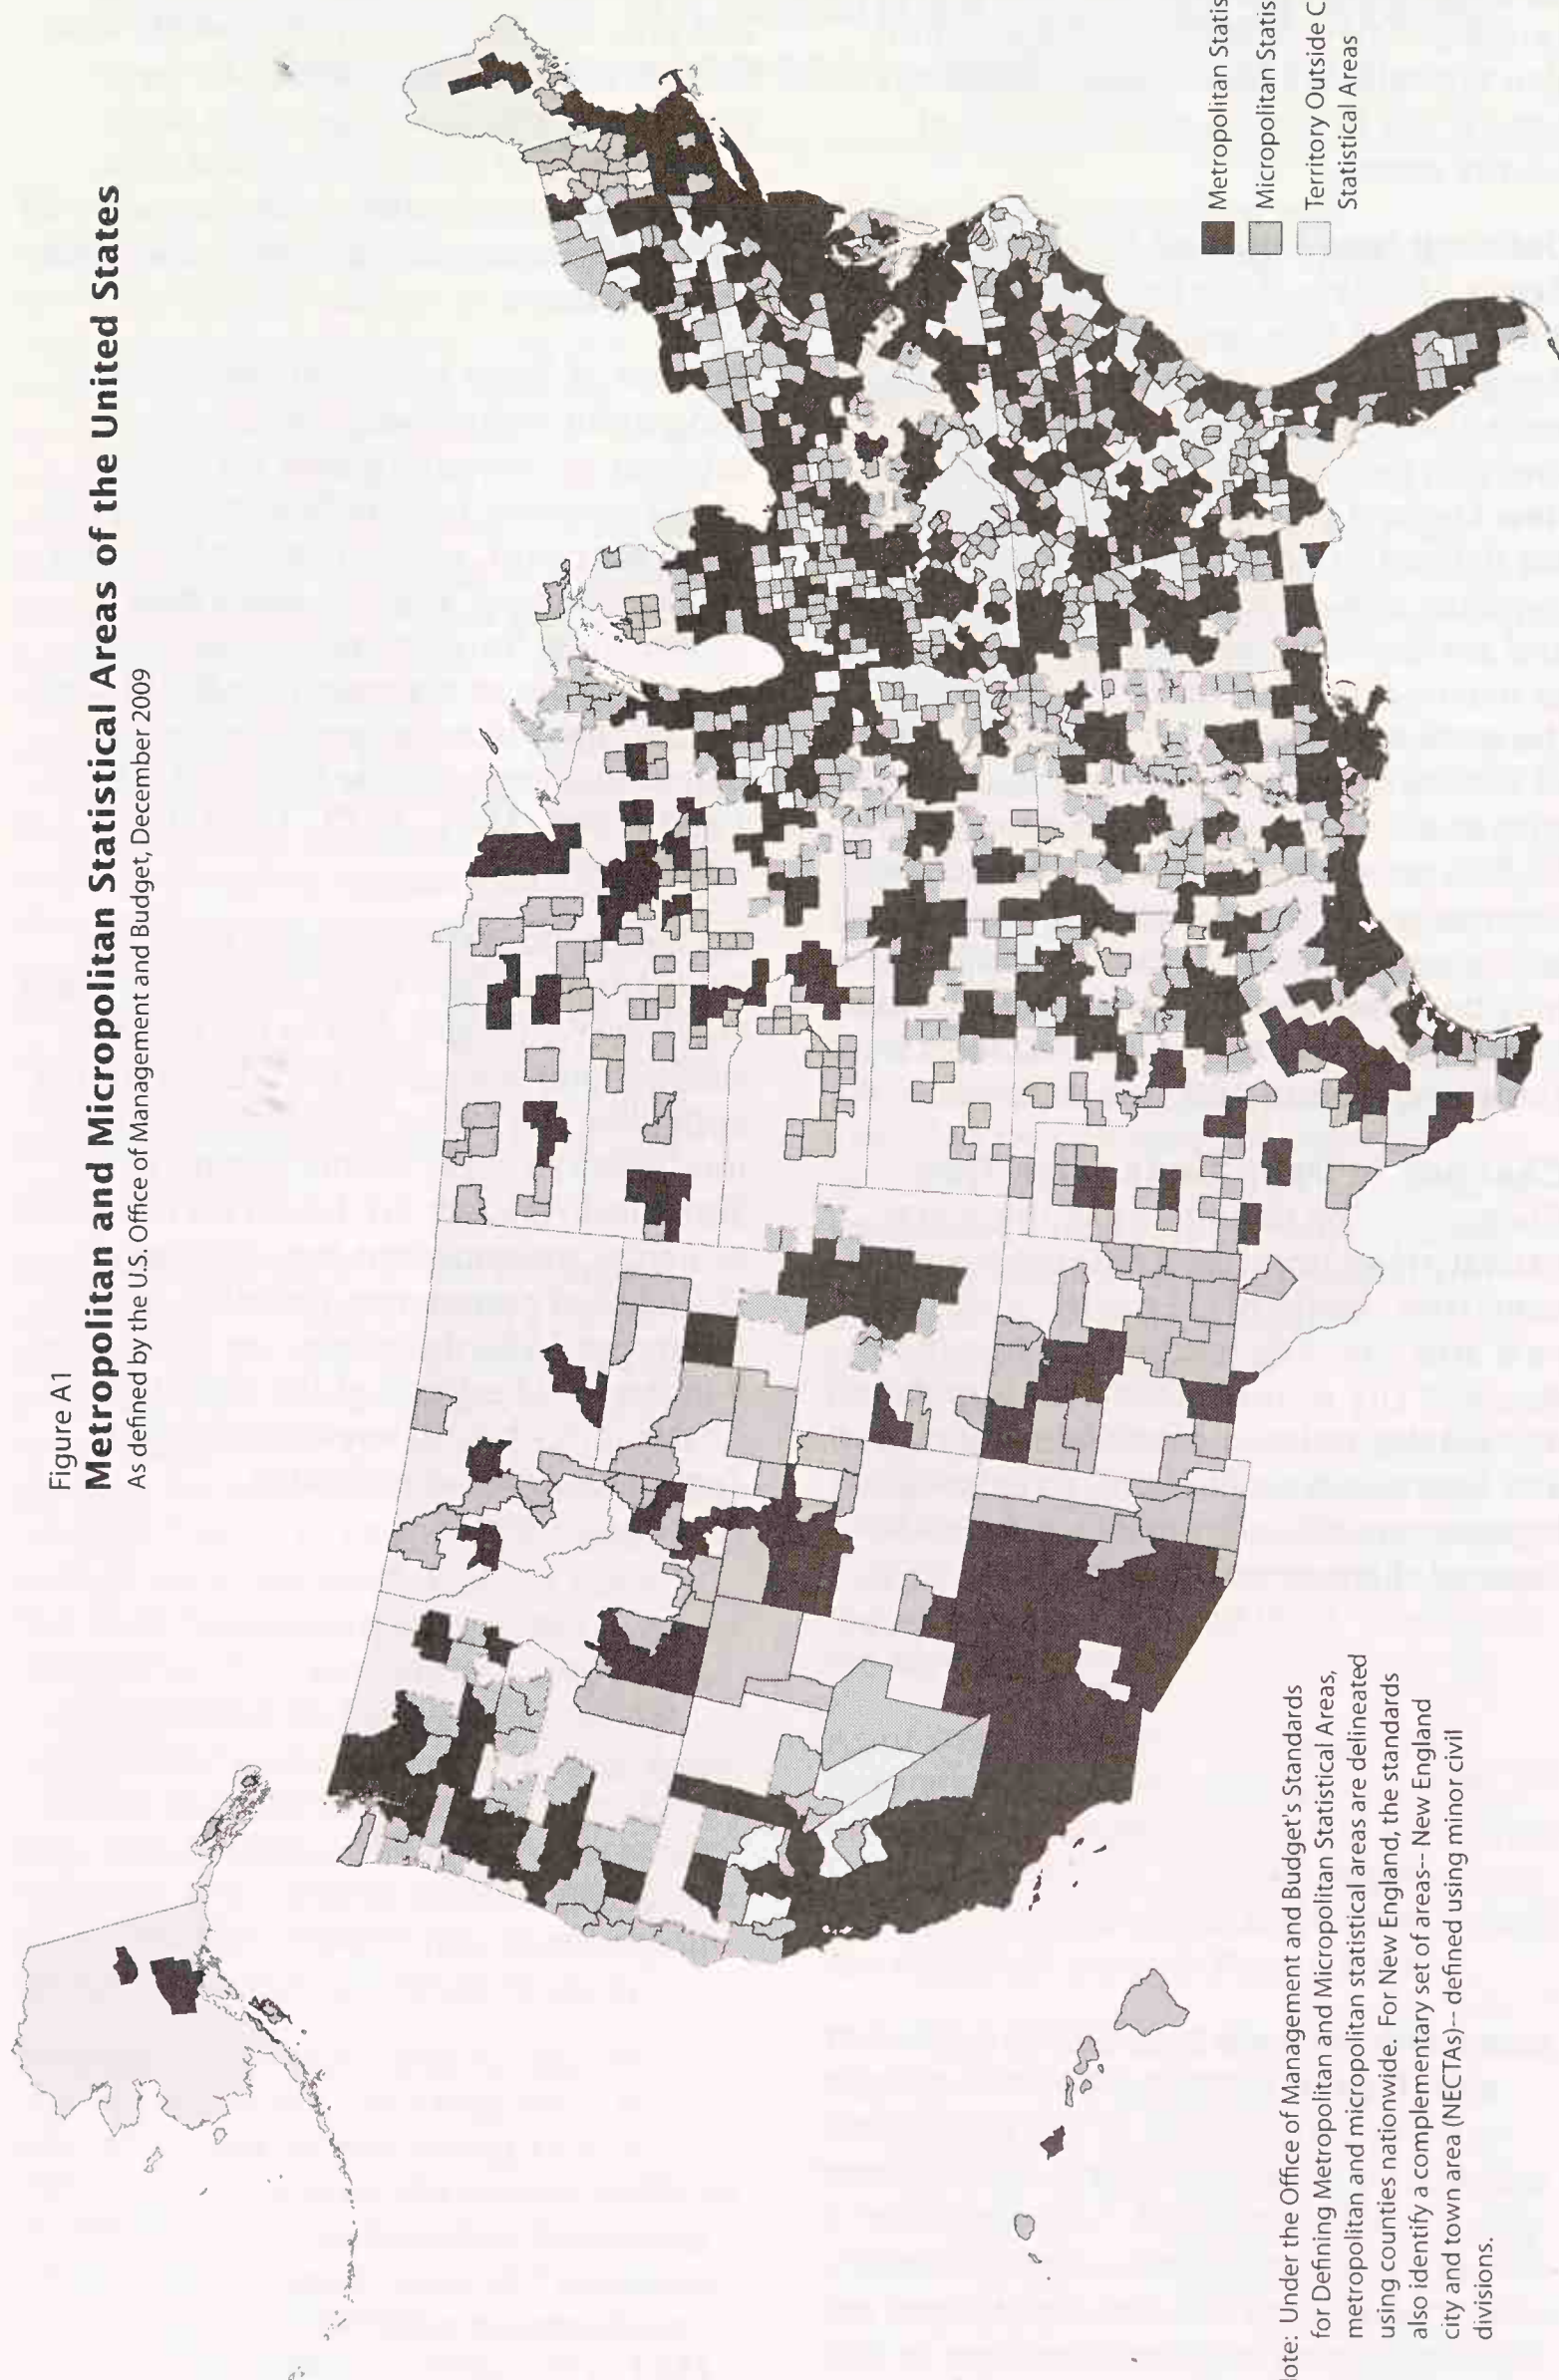 Figure A1
Metropolitan and Micropolitan Statistical Areas of the United States
As defined by the U.S. Office of Management and Budget, December 2009
Metropolitan
Micropolitan
Territory Outside
Statistical Areas
Under the Office of Management and Budget's Standards
for Defining Metropolitan and Micropolitan Statistical Areas,
metropolitan and micropolitan statistical areas are delineated
using counties nationwide. For New England, the standards
also identify a complementary set of areas-- New England
city and town area (NECTAs)-- defined using minor civil
divisions.